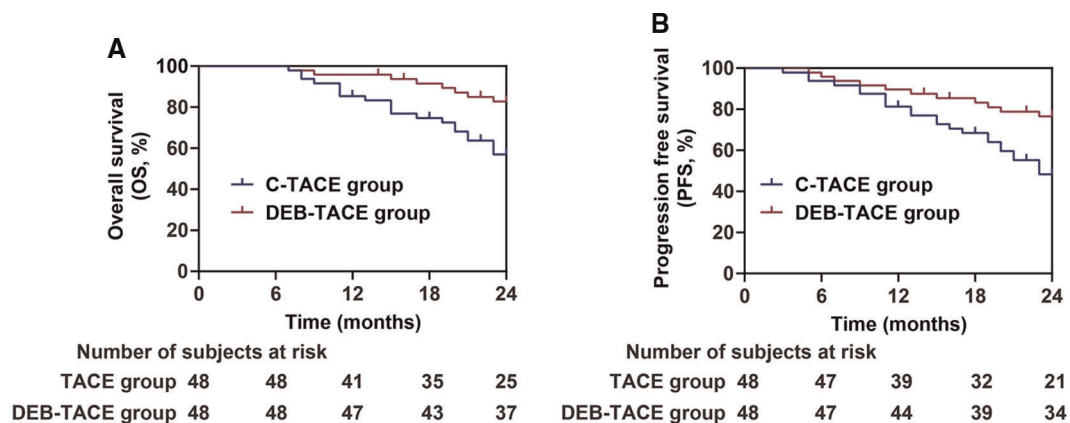 A
Overall survival
(OS, %)
100
80
60
40
20
0
C-TACE group
DEB-TACE group
0 6 12 18 24
Time (months)
Number of subjects at risk
TACE group 48 48 41 35 25
DEB-TACE group 48 48 47 43 37
B
Progression free survival
(PFS, %)
100
80
60
40
20
0
C-TACE group
DEB-TACE group
0 6 12 18 24
Time (months)
Number of subjects at risk
TACE group 48 47 39 32 21
DEB-TACE group 48 47 44 39 34